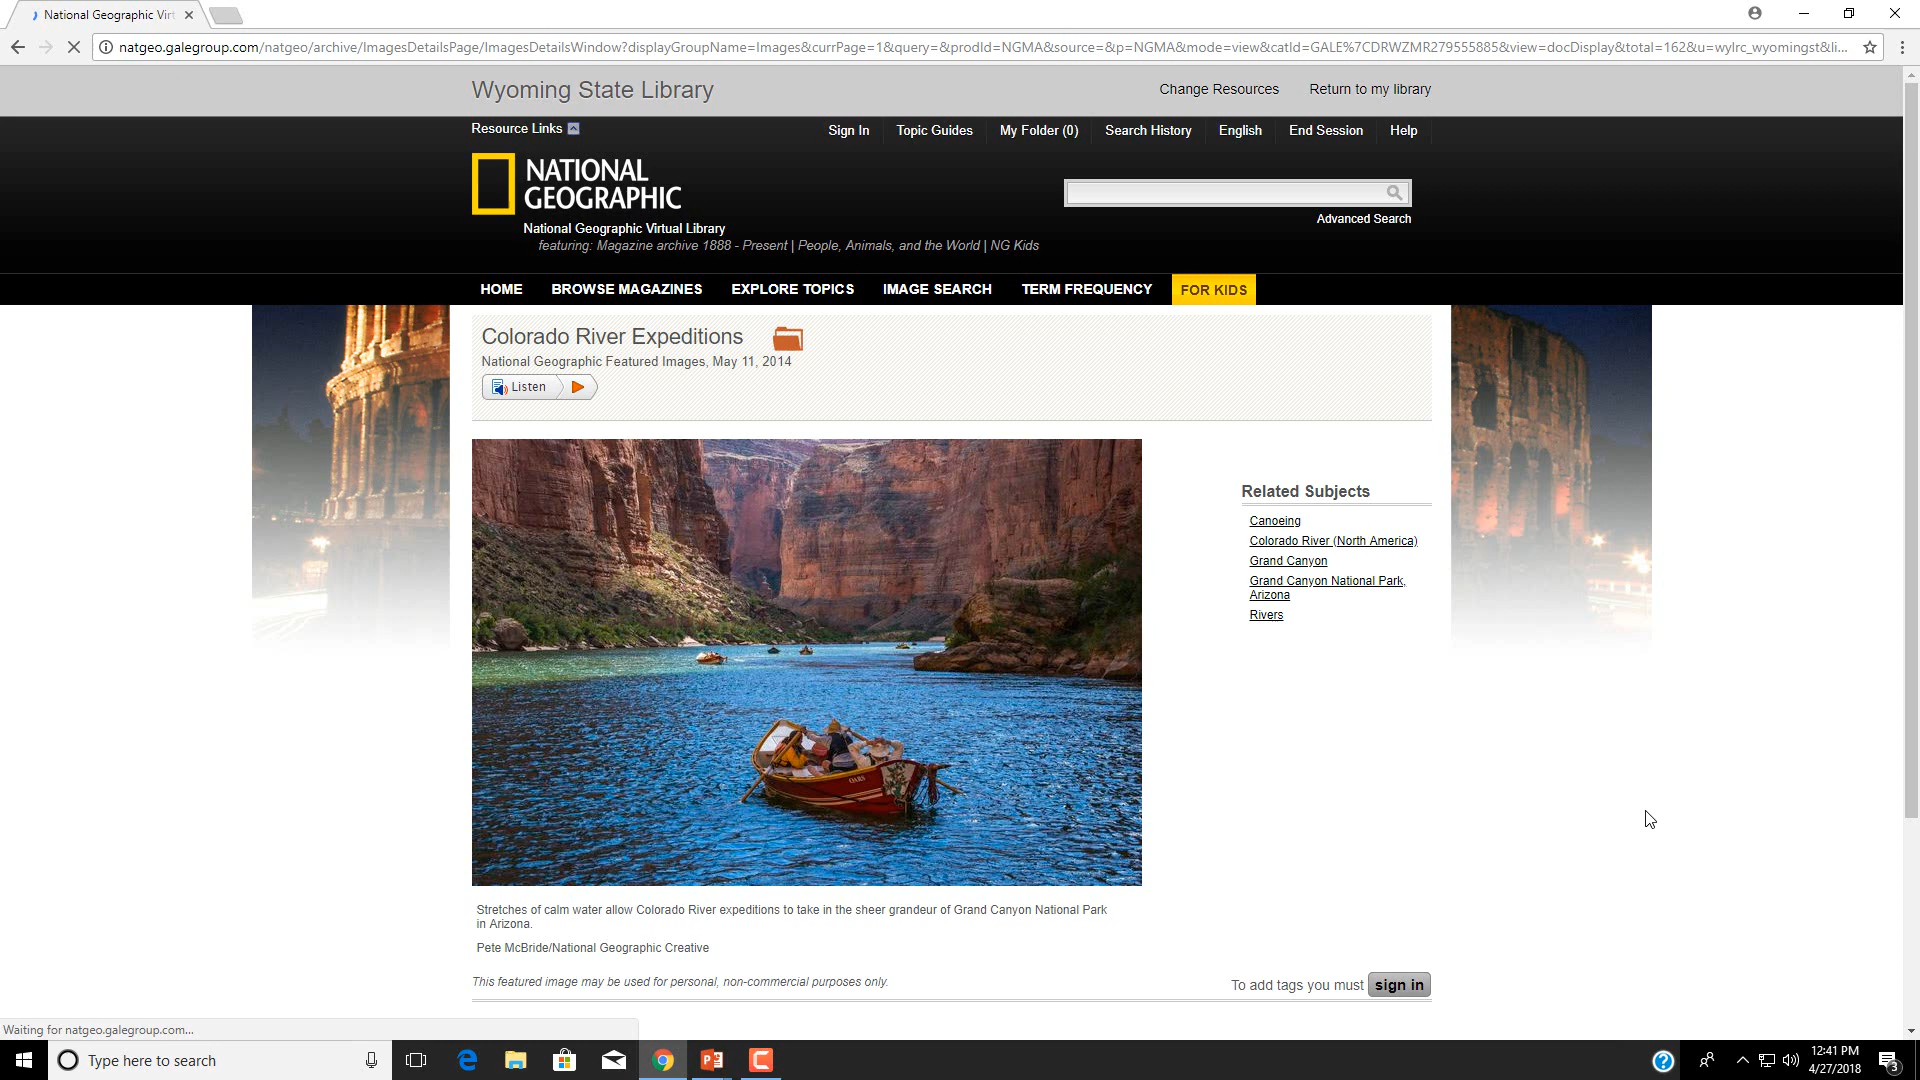 National Geographic Virt
natgeo.galegroup.com/natgeo/archive/ImagesDetailsPage/ImagesDetailsWindow?displayGroupName=Images&currPage=1&query=&prodId=NGMA&source=&p=NGMA&mode=view&catId=GALE%7CDRWZMR279555885&view=docDisplay&total=162&u=wylrc_wyomingst&li...
Wyoming State Library
Change Resources Return to my library
Resource Links
Sign In Topic Guides My Folder (0) Search History English End Session Help
NATIONAL
GEOGRAPHIC
National Geographic Virtual Library
Advanced Search
featuring: Magazine archive 1888 - Present | People, Animals, and the World | NG Kids
HOME BROWSE MAGAZINES EXPLORE TOPICS IMAGE SEARCH TERM FREQUENCY FOR KIDS
Colorado River Expeditions
National Geographic Featured Images, May 11, 2014
Listen
Related Subjects
Canoeing
Colorado River (North America)
Grand Canyon
Grand Canyon National Park,
Arizona
Rivers
OARS
Stretches of calm water allow Colorado River expeditions to take in the sheer grandeur of Grand Canyon National Park
in Arizona.
Pete McBride/National Geographic Creative
This featured image may be used for personal, non-commercial purposes only.
To add tags you must sign in
Waiting for natgeo.galegroup.com...
Type here to search
12:41 PM
4/27/2018
3